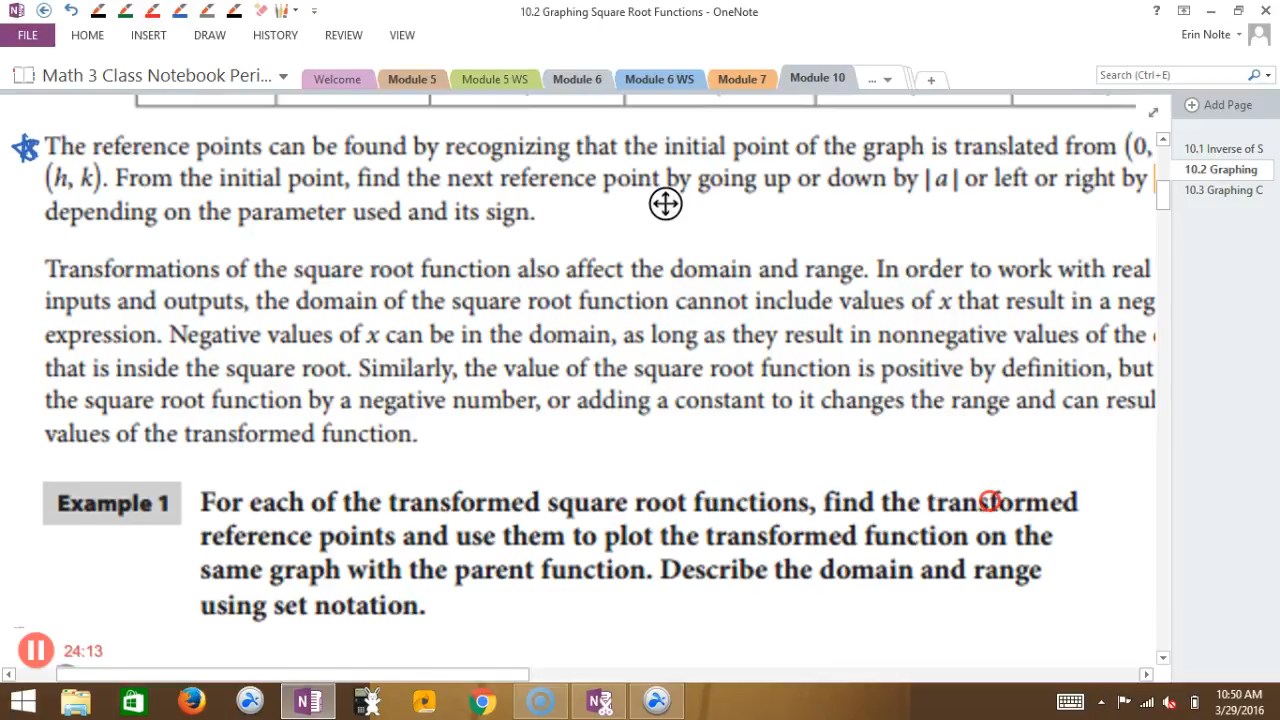 10.2 Graphing Square Root Functions - OneNote
FILE HOME INSERT DRAW HISTORY REVIEW VIEW
Erin Nolte
Math 3 Class Notebook Peri...
Welcome Module 5 Module 5 WS Module 6 Module 6 WS Module 7 Module 10 ...
Search (Ctrl+E)
Add Page
10.1 Inverse of S
10.2 Graphing
10.3 Graphing C
The reference points can be found by recognizing that the initial point of the graph is translated from (0,
(h, k). From the initial point, find the next reference point by going up or down by |a| or left or right by
depending on the parameter used and its sign.
Transformations of the square root function also affect the domain and range. In order to work with real
inputs and outputs, the domain of the square root function cannot include values of x that result in a neg
expression. Negative values of x can be in the domain, as long as they result in nonnegative values of the
that is inside the square root. Similarly, the value of the square root function is positive by definition, but
the square root function by a negative number, or adding a constant to it changes the range and can resul
values of the transformed function.
Example 1 For each of the transformed square root functions, find the transformed
reference points and use them to plot the transformed function on the
same graph with the parent function. Describe the domain and range
using set notation.
24:13
10:50 AM
3/29/2016